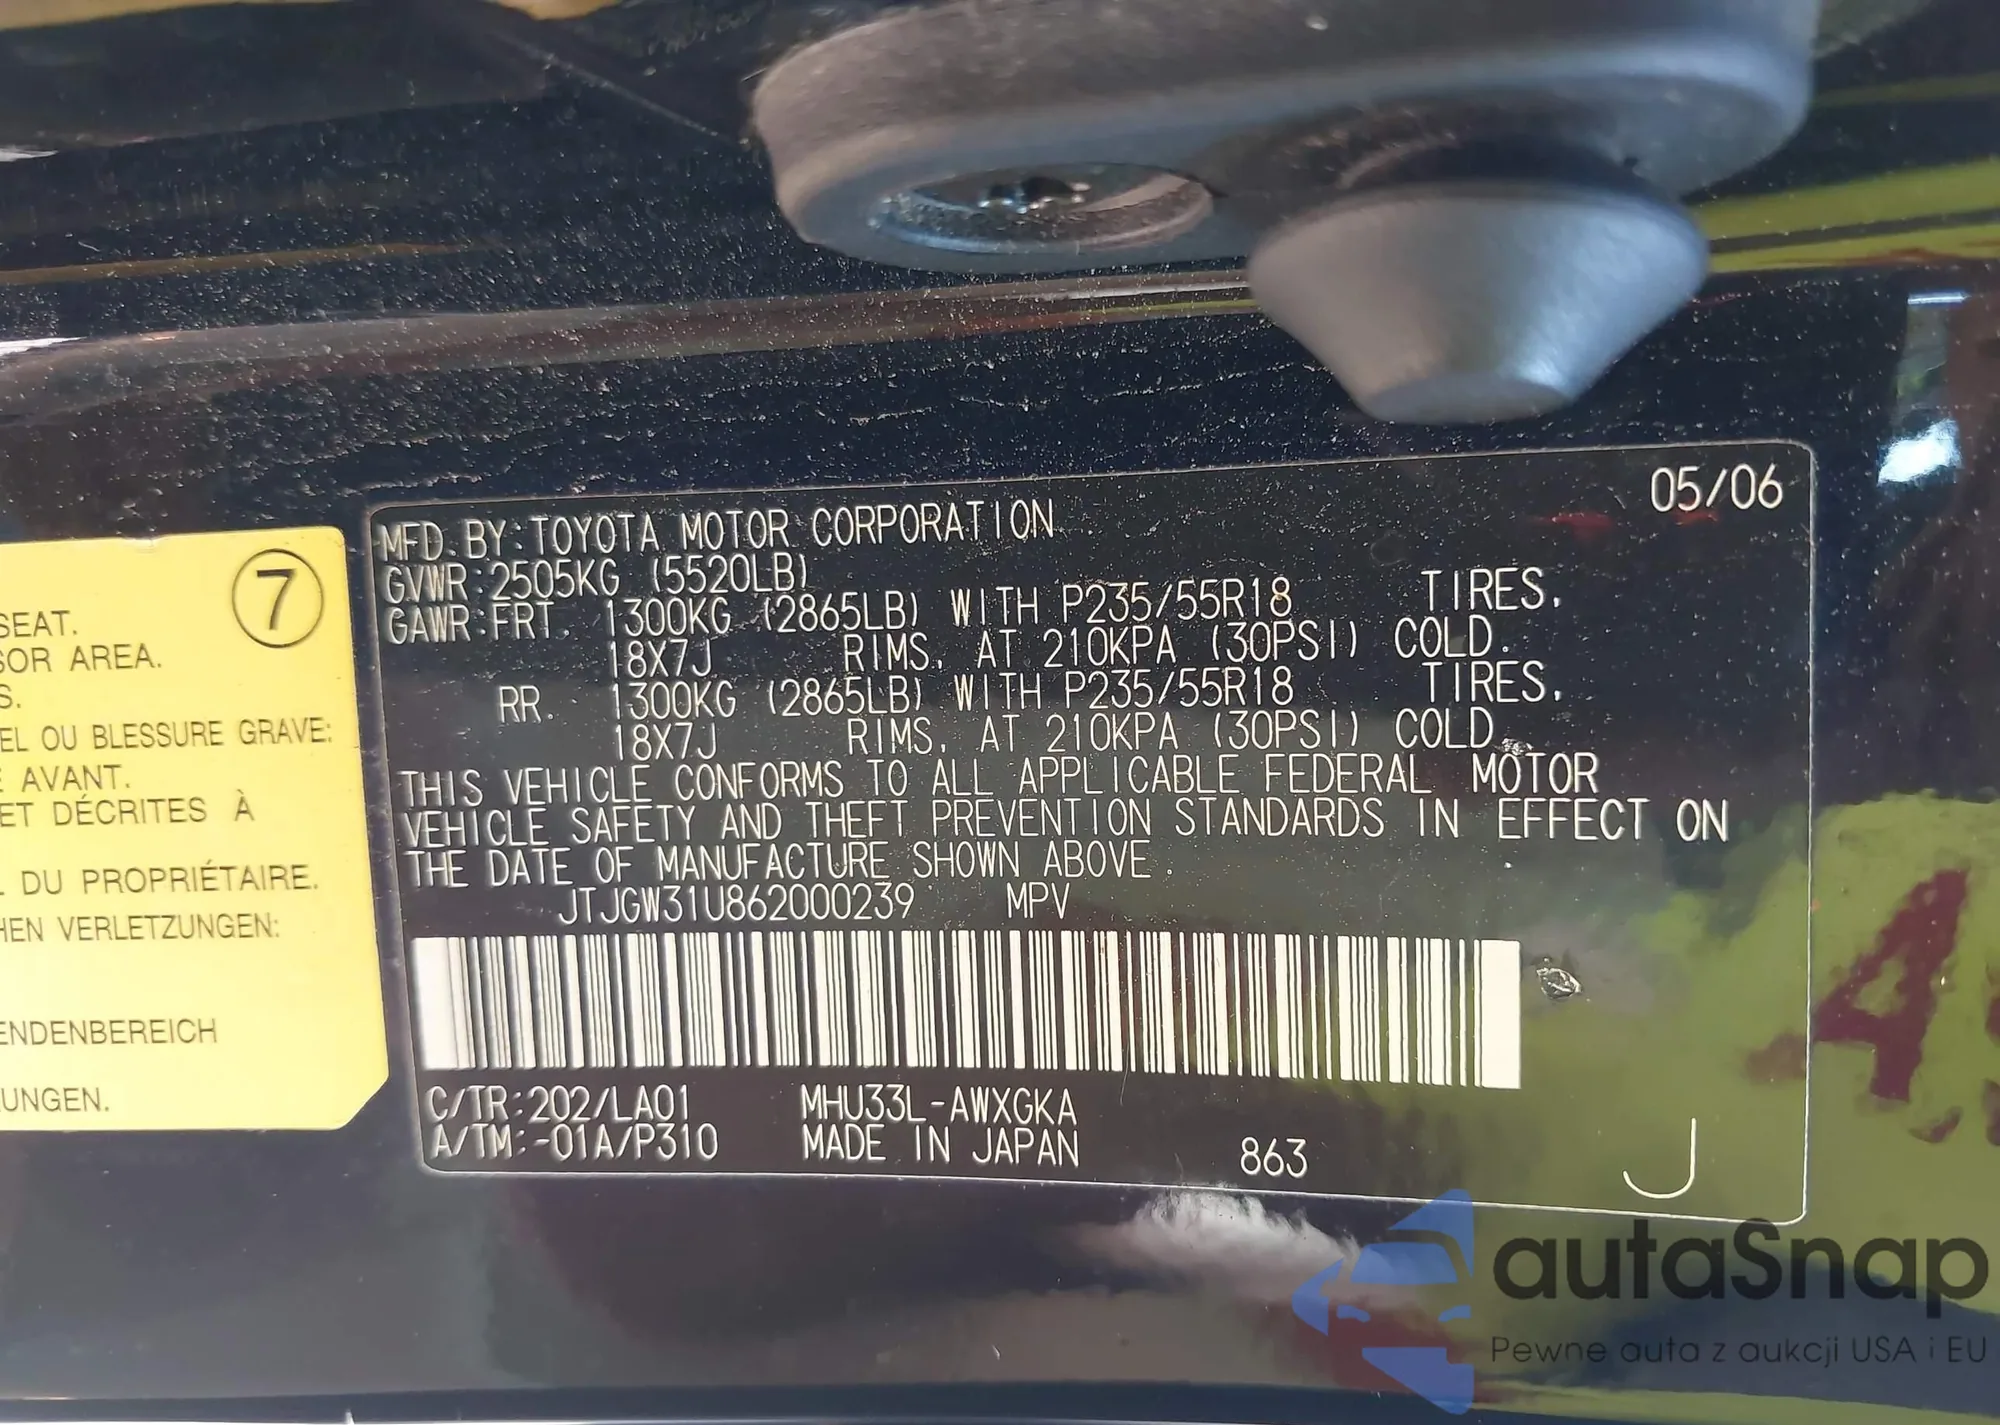 7
SEAT.
SOR AREA.
S.
EL OU BLESSURE GRAVE:
E AVANT.
ET DÉCRITES À
L DU PROPRIÉTAIRE.
HEN VERLETZUNGEN:
ENDENBEREICH
UNGEN.
05/06
MFD. BY:TOYOTA MOTOR CORPORATION
GVWR:2505KG (5520LB)
GAWR:FRT. 1300KG (2865LB) WITH P235/55R18 TIRES,
18X7J RIMS, AT 210KPA (30PSI) COLD.
RR. 1300KG (2865LB) WITH P235/55R18 TIRES,
18X7J RIMS, AT 210KPA (30PSI) COLD.
THIS VEHICLE CONFORMS TO ALL APPLICABLE FEDERAL MOTOR
VEHICLE SAFETY AND THEFT PREVENTION STANDARDS IN EFFECT ON
THE DATE OF MANUFACTURE SHOWN ABOVE.
JTJGW31U862000239 MPV
C/TR:202/LA01 MHU33L-AWXGKA
A/TM:-01A/P310 MADE IN JAPAN 863
J
autaSnap
Pewne auta z aukcji USA i EU